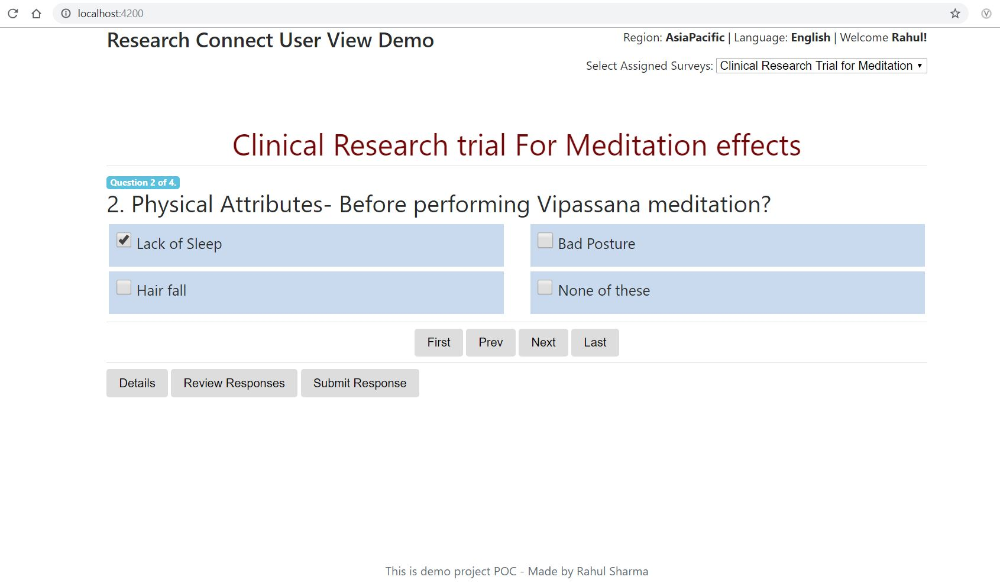 localhost:4200
Research Connect User View Demo
Region: AsiaPacific | Language: English | Welcome Rahul!
Select Assigned Surveys: Clinical Research Trial for Meditation
Clinical Research trial For Meditation effects
Question 2 of 4.
2. Physical Attributes- Before performing Vipassana meditation?
Lack of Sleep
Bad Posture
Hair fall
None of these
First Prev Next Last
Details Review Responses Submit Response
This is demo project POC - Made by Rahul Sharma